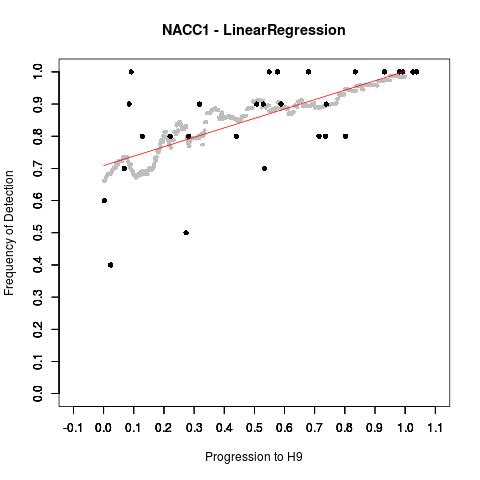 NACC1 - LinearRegression
Frequency of Detection
1.0
0.9
0.8
0.7
0.6
0.5
0.4
0.3
0.2
0.1
0.0
-0.1 0.0 0.1 0.2 0.3 0.4 0.5 0.6 0.7 0.8 0.9 1.0 1.1
Progression to H9